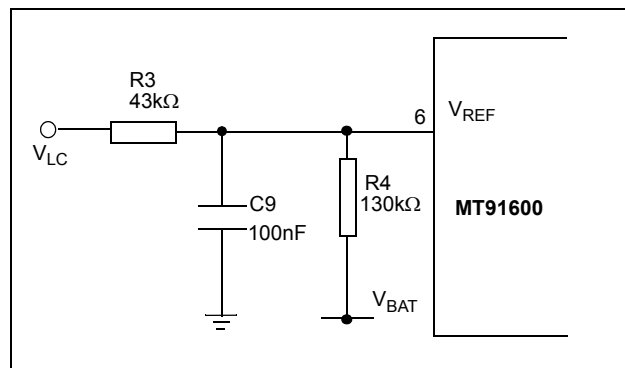 R3
43kΩ
6
V_REF
V_LC
R4
130kΩ
C9
100nF
MT91600
V_BAT